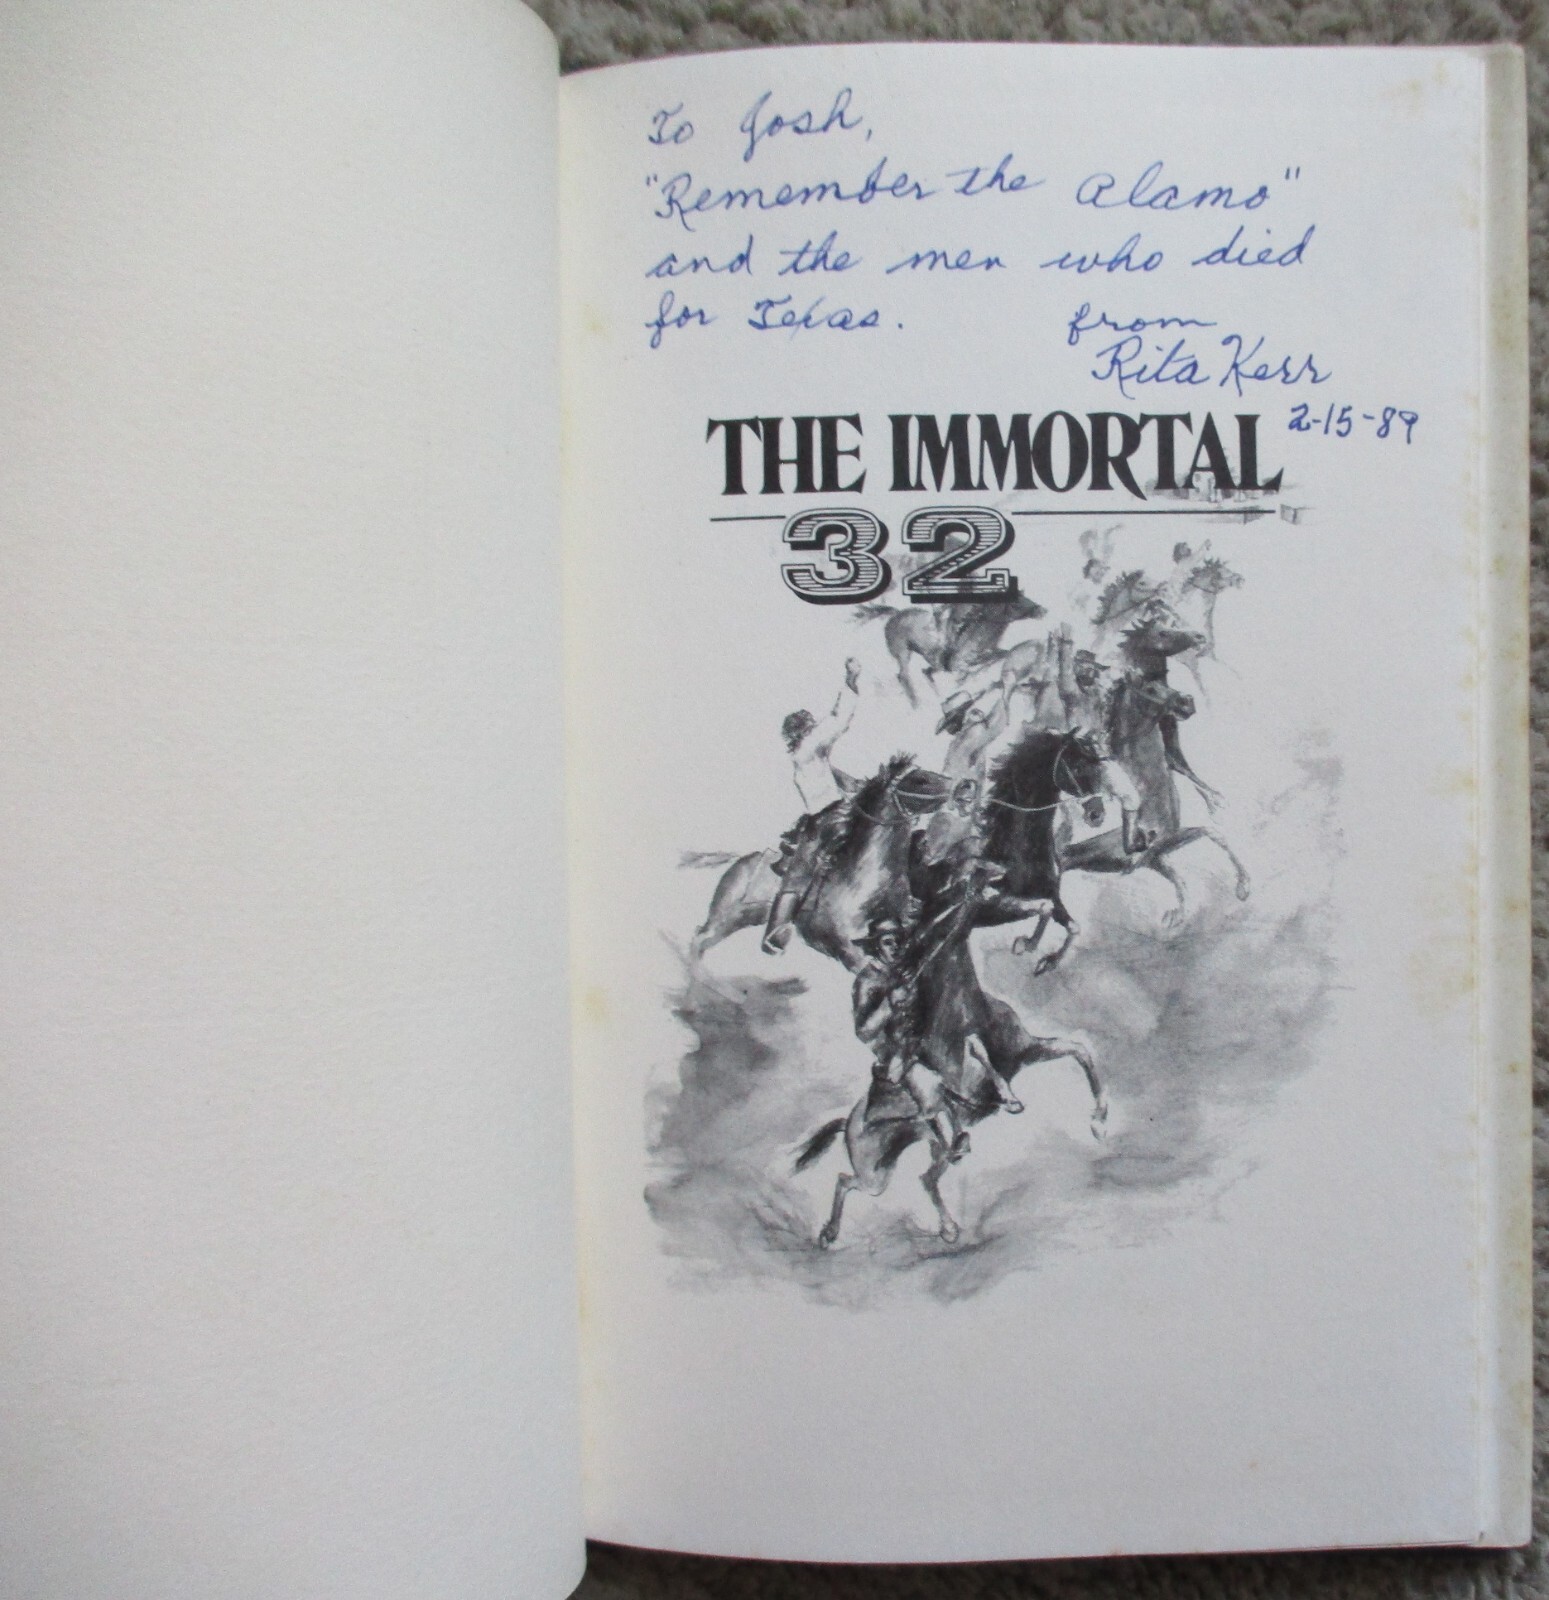 To Josh,
"Remember the Alamo"
and the men who died
for Texas.
from
Rita Kerr
2-15-89
THE IMMORTAL
32